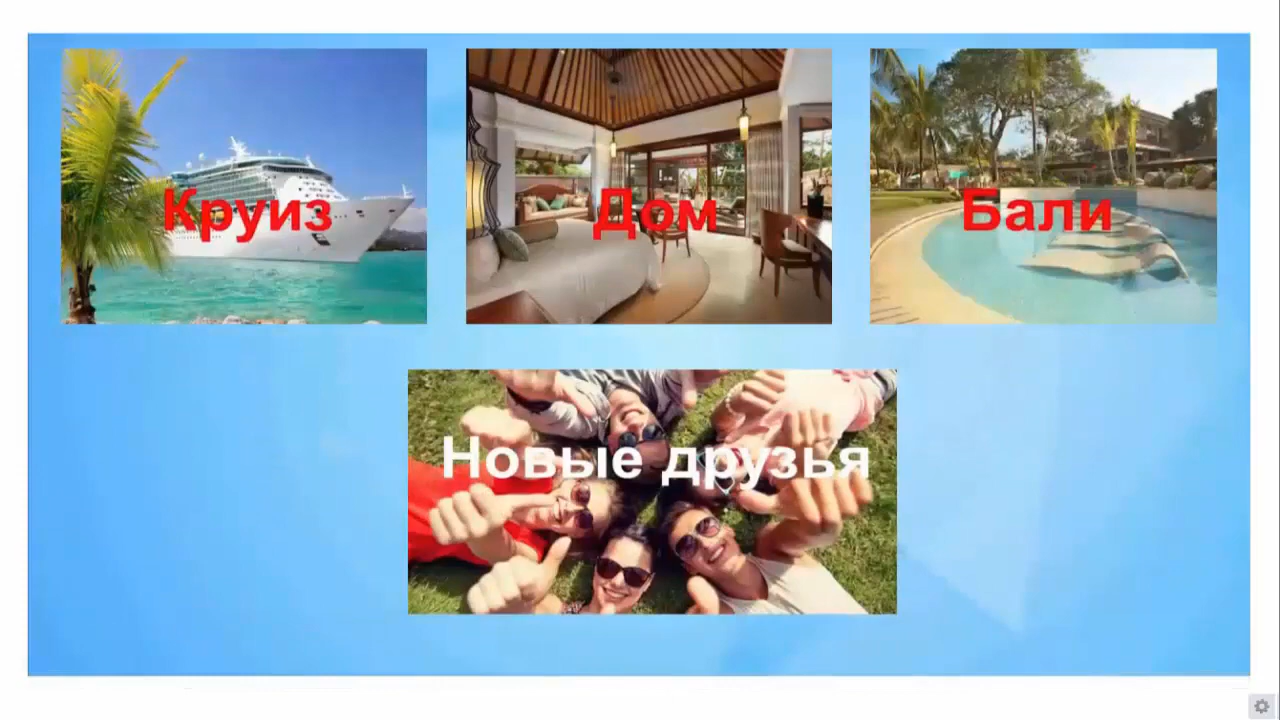 Круиз
Дом
Бали
Новые друзья